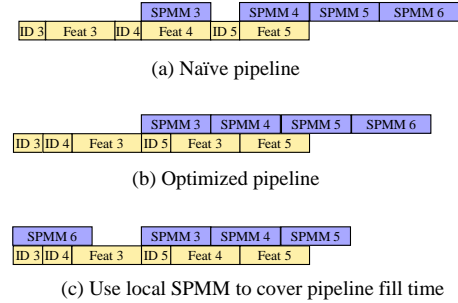 SPMM 3 SPMM 4 SPMM 5 SPMM 6
ID 3 Feat 3 ID 4 Feat 4 ID 5 Feat 5
(a) Naïve pipeline
SPMM 3 SPMM 4 SPMM 5 SPMM 6
ID 3 ID 4 Feat 3 ID 5 Feat 3 Feat 5
(b) Optimized pipeline
SPMM 6 SPMM 3 SPMM 4 SPMM 5
ID 3 ID 4 Feat 3 ID 5 Feat 4 Feat 5
(c) Use local SPMM to cover pipeline fill time